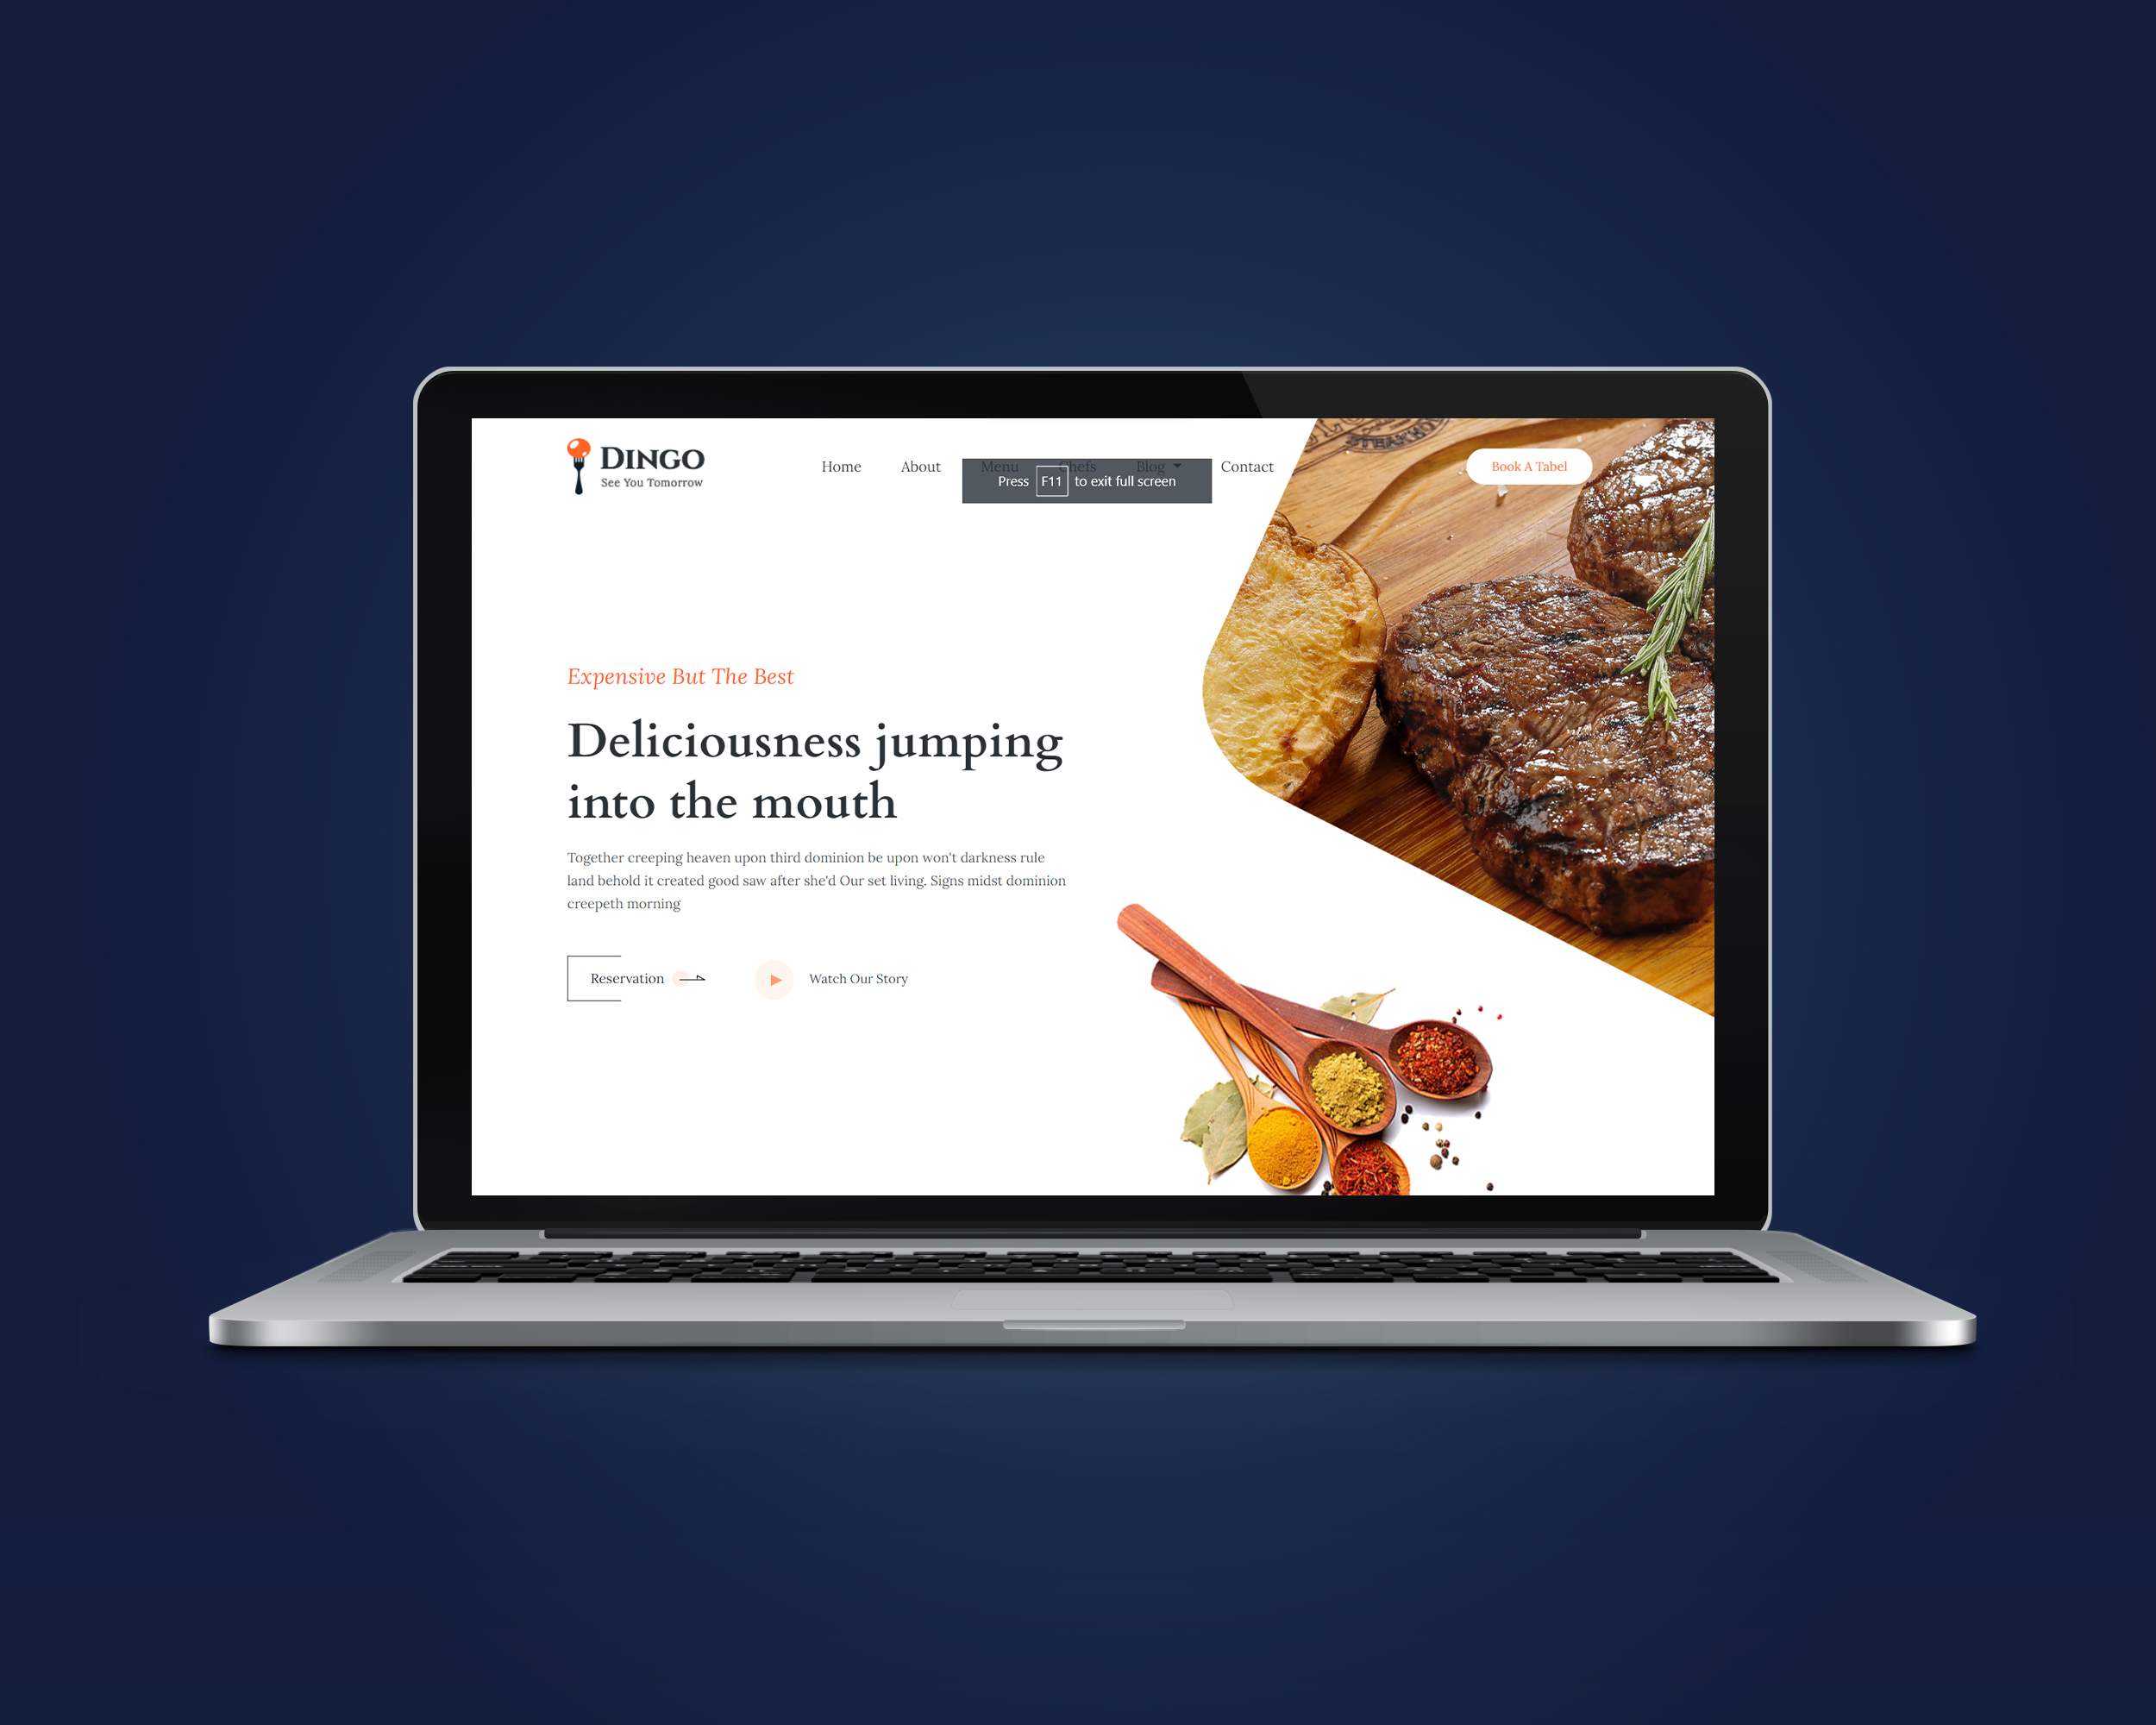 DINGO
See You Tomorrow
Home About Menu Chefs Blog Contact
Press F11 to exit full screen
Book A Tabel
STEAKHO
Expensive But The Best
Deliciousness jumping
into the mouth
Together creeping heaven upon third dominion be upon won't darkness rule
land behold it created good saw after she'd Our set living. Signs midst dominion
creepeth morning
Reservation
Watch Our Story